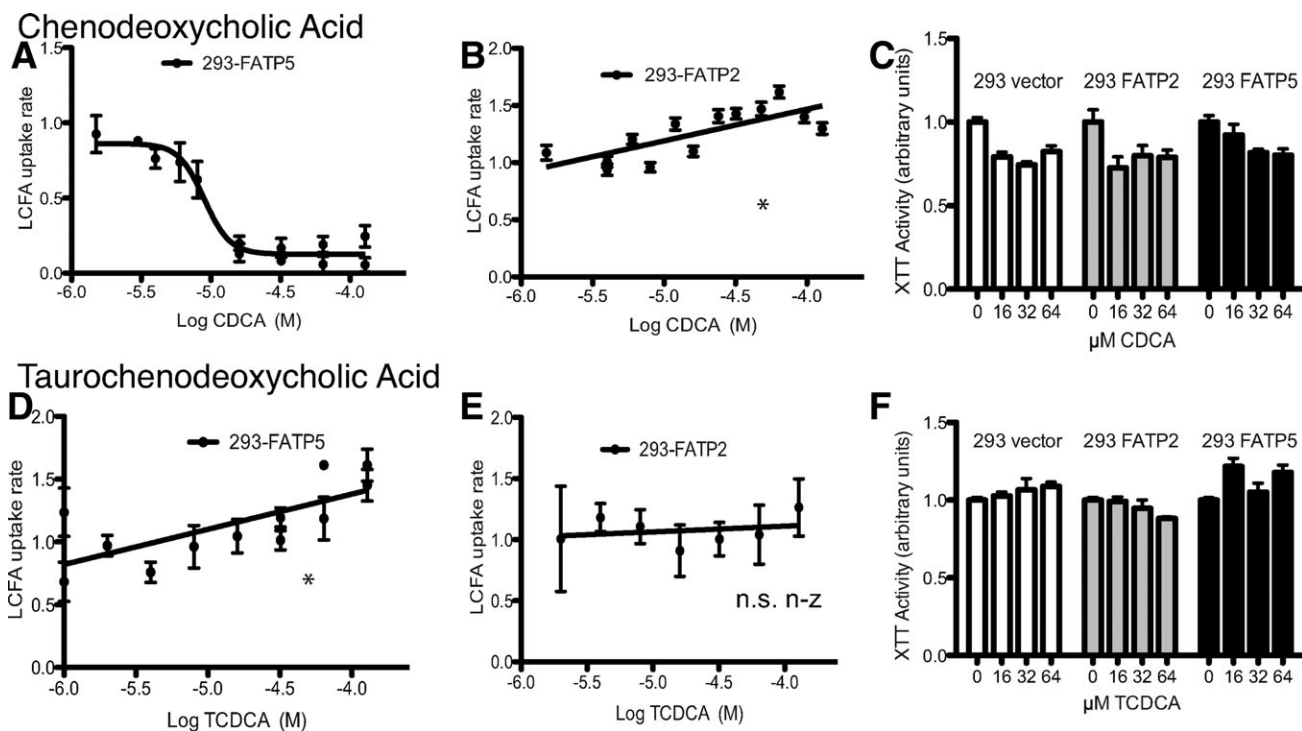 Chenodeoxycholic Acid
A
1.5
1.0
0.5
0.0
LCFA uptake rate
293-FATP5
-6.0 -5.5 -5.0 -4.5 -4.0
Log CDCA (M)
B
2.0
1.5
1.0
0.5
0.0
LCFA uptake rate
293-FATP2
*
-6.0 -5.5 -5.0 -4.5 -4.0
Log CDCA (M)
C
1.5
1.0
0.5
0.0
XTT Activity (arbitrary units)
293 vector 293 FATP2 293 FATP5
0 16 32 64 0 16 32 64 0 16 32 64
µM CDCA
Taurochenodeoxycholic Acid
D
2.0
1.5
1.0
0.5
0.0
LCFA uptake rate
293-FATP5
*
-6.0 -5.5 -5.0 -4.5 -4.0
Log TCDCA (M)
E
2.0
1.5
1.0
0.5
0.0
LCFA uptake rate
293-FATP2
n.s. n-z
-6.0 -5.5 -5.0 -4.5 -4.0
Log TCDCA (M)
F
1.5
1.0
0.5
0.0
XTT Activity (arbitrary units)
293 vector 293 FATP2 293 FATP5
0 16 32 64 0 16 32 64 0 16 32 64
µM TCDCA